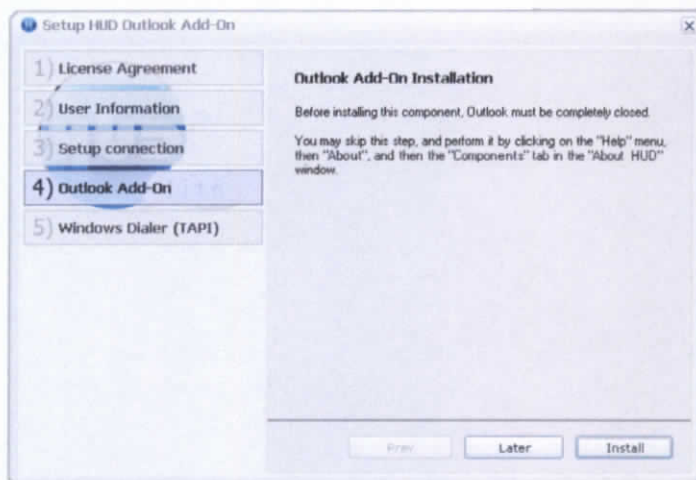 Setup HUD Outlook Add-On
1) License Agreement
2) User Information
3) Setup connection
4) Outlook Add-On
5) Windows Dialer (TAPI)
Outlook Add-On Installation
Before installing this component, Outlook must be completely closed.
You may skip this step, and perform it by clicking on the "Help" menu,
then "About", and then the "Components" tab in the "About HUD"
window.
Prev
Later
Install